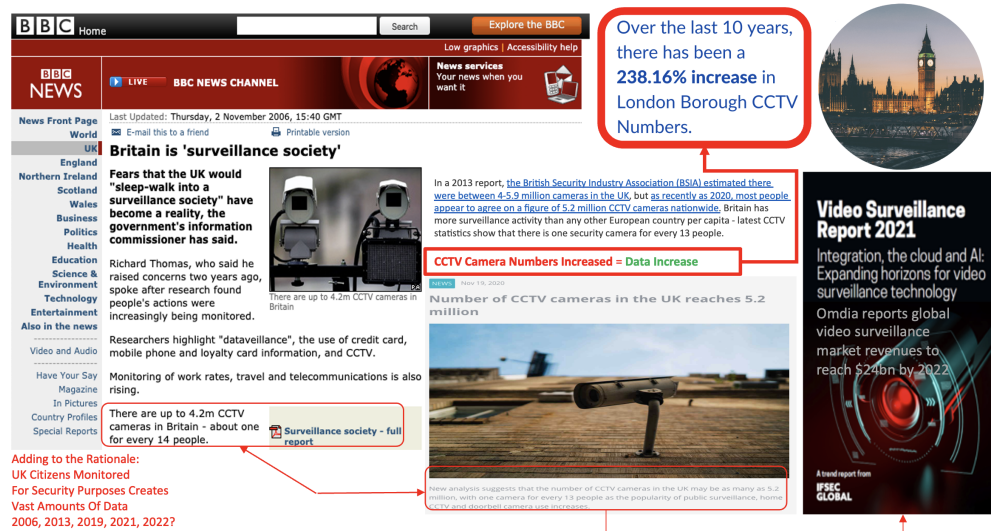 BBC Home
Search
Explore the BBC
Low graphics | Accessibility help
BBC
NEWS
LIVE BBC NEWS CHANNEL
News services
Your news when you
want it
News Front Page
World
UK
England
Northern Ireland
Scotland
Wales
Business
Politics
Health
Education
Science &
Environment
Technology
Entertainment
Also in the news
Video and Audio
Have Your Say
Magazine
In Pictures
Country Profiles
Special Reports
Last Updated: Thursday, 2 November 2006, 15:40 GMT
E-mail this to a friend
Printable version
Britain is 'surveillance society'
Fears that the UK would
"sleep-walk into a
surveillance society" have
become a reality, the
government's information
commissioner has said.
Richard Thomas, who said he
raised concerns two years ago,
spoke after research found
people's actions were
increasingly being monitored.
PA
There are up to 4.2m CCTV cameras in
Britain
Researchers highlight "dataveillance", the use of credit card,
mobile phone and loyalty card information, and CCTV.
Monitoring of work rates, travel and telecommunications is also
rising.
There are up to 4.2m CCTV
cameras in Britain - about one
for every 14 people.
Surveillance society - full
report
Adding to the Rationale:
UK Citizens Monitored
For Security Purposes Creates
Vast Amounts Of Data
2006, 2013, 2019, 2021, 2022?
Over the last 10 years,
there has been a
238.16% increase in
London Borough CCTV
Numbers.
In a 2013 report, the British Security Industry Association (BSIA) estimated there
were between 4-5.9 million cameras in the UK, but as recently as 2020, most people
appear to agree on a figure of 5.2 million CCTV cameras nationwide. Britain has
more surveillance activity than any other European country per capita - latest CCTV
statistics show that there is one security camera for every 13 people.
CCTV Camera Numbers Increased = Data Increase
NEWS Nov 19, 2020
Number of CCTV cameras in the UK reaches 5.2
million
New analysis suggests that the number of CCTV cameras in the UK may be as many as 5.2
million, with one camera for every 13 people as the popularity of public surveillance, home
CCTV and doorbell camera use increases.
Video Surveillance
Report 2021
Integration, the cloud and AI:
Expanding horizons for video
surveillance technology
Omdia reports global
video surveillance
market revenues to
reach $24bn by 2022
A trend report from
IFSEC
GLOBAL